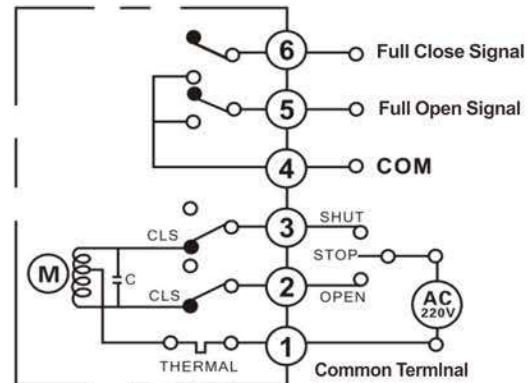 6 Full Close Signal
5 Full Open Signal
4 COM
3 SHUT
CLS
STOP
M
C
CLS
2 OPEN
AC
220V
THERMAL
1 Common Terminal